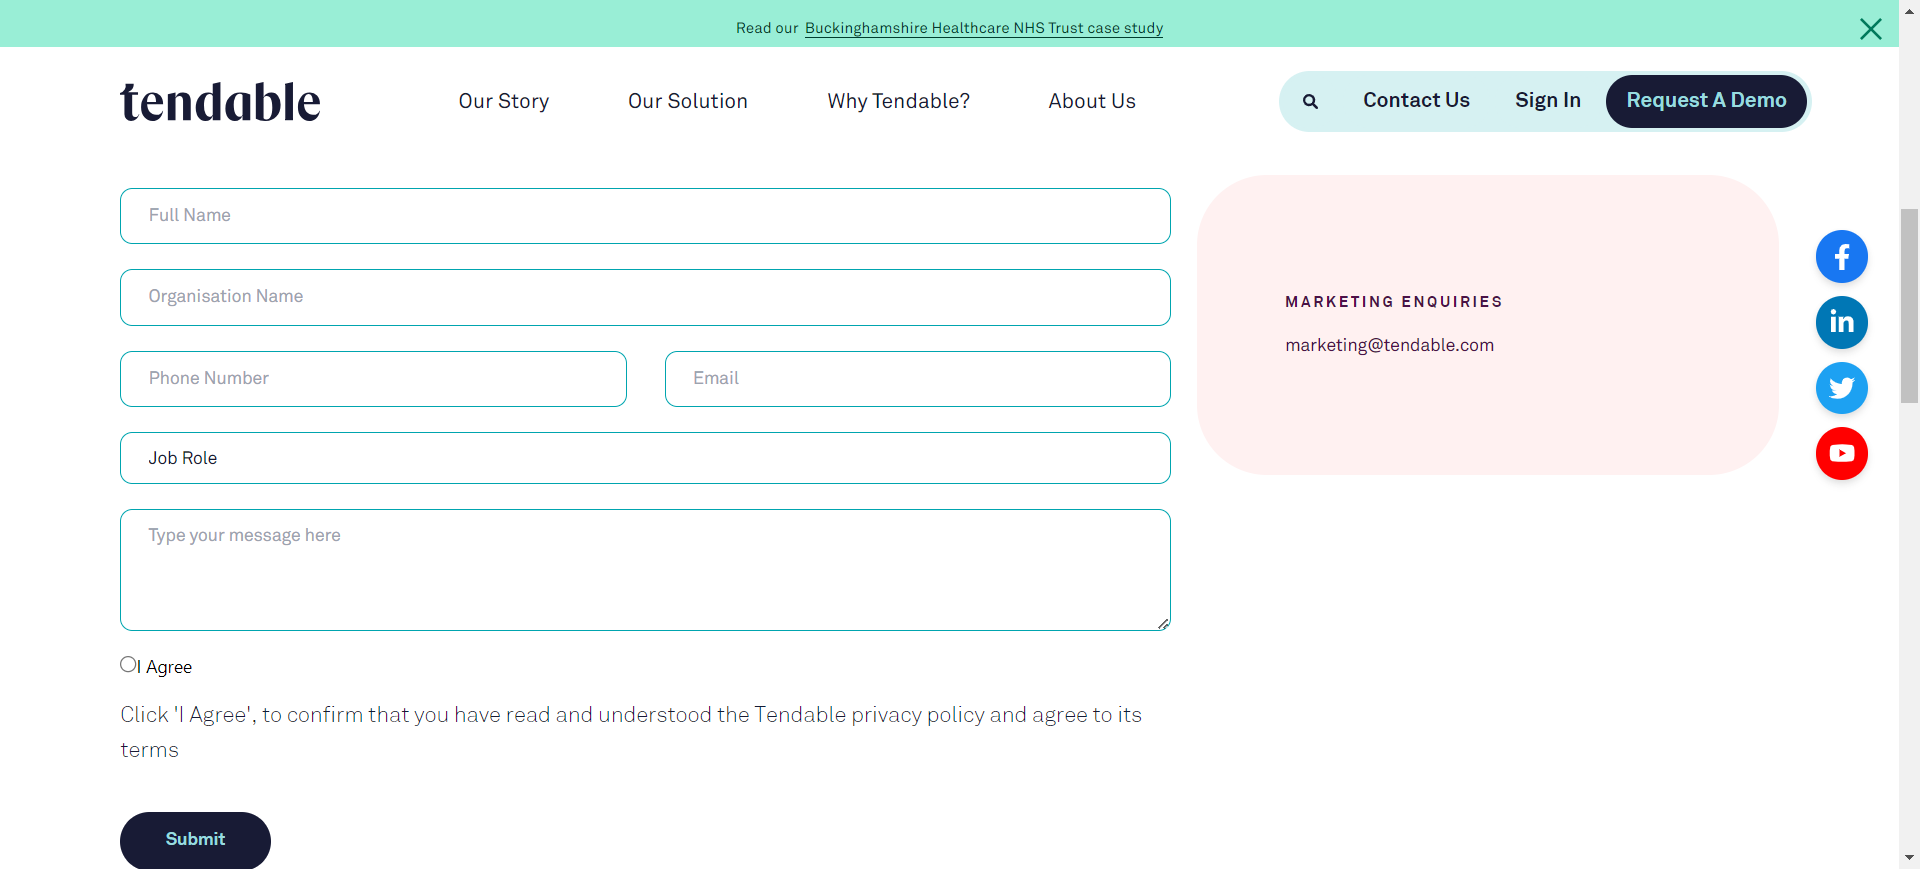 Read our Buckinghamshire Healthcare NHS Trust case study
tendable
Our Story
Our Solution
Why Tendable?
About Us
Contact Us
Sign In
Request A Demo
Full Name
Organisation Name
Phone Number
Email
Job Role
Type your message here
I Agree
Click 'I Agree', to confirm that you have read and understood the Tendable privacy policy and agree to its
terms
Submit
MARKETING ENQUIRIES
marketing@tendable.com